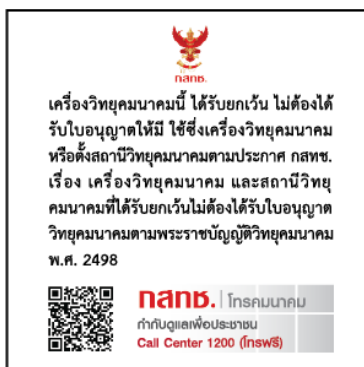 กสทช.
เครื่องวิทยุคมนาคมนี้ ได้รับยกเว้น ไม่ต้องได้
รับใบอนุญาตให้มี ใช้ซึ่งเครื่องวิทยุคมนาคม
หรือตั้งสถานีวิทยุคมนาคมตามประกาศ กสทช.
เรื่อง เครื่องวิทยุคมนาคม และสถานีวิทยุ
คมนาคมที่ได้รับยกเว้นไม่ต้องได้รับใบอนุญาต
วิทยุคมนาคมตามพระราชบัญญัติวิทยุคมนาคม
พ.ศ. 2498
กสทช. | โทรคมนาคม
กำกับดูแลเพื่อประชาชน
Call Center 1200 (โทรฟรี)